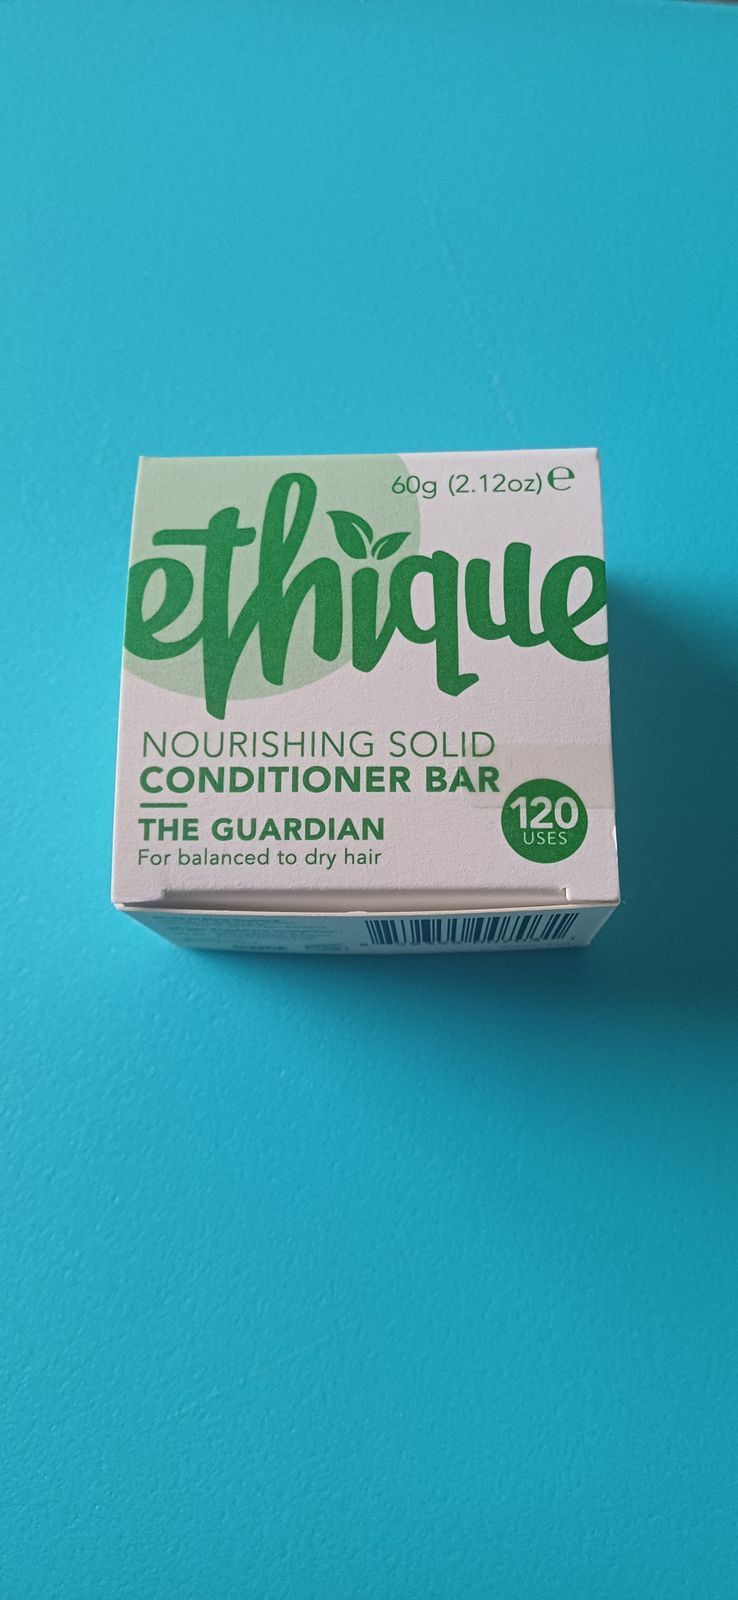 60g (2.12oz) ℮
ethique
NOURISHING SOLID
CONDITIONER BAR
120
USES
THE GUARDIAN
For balanced to dry hair